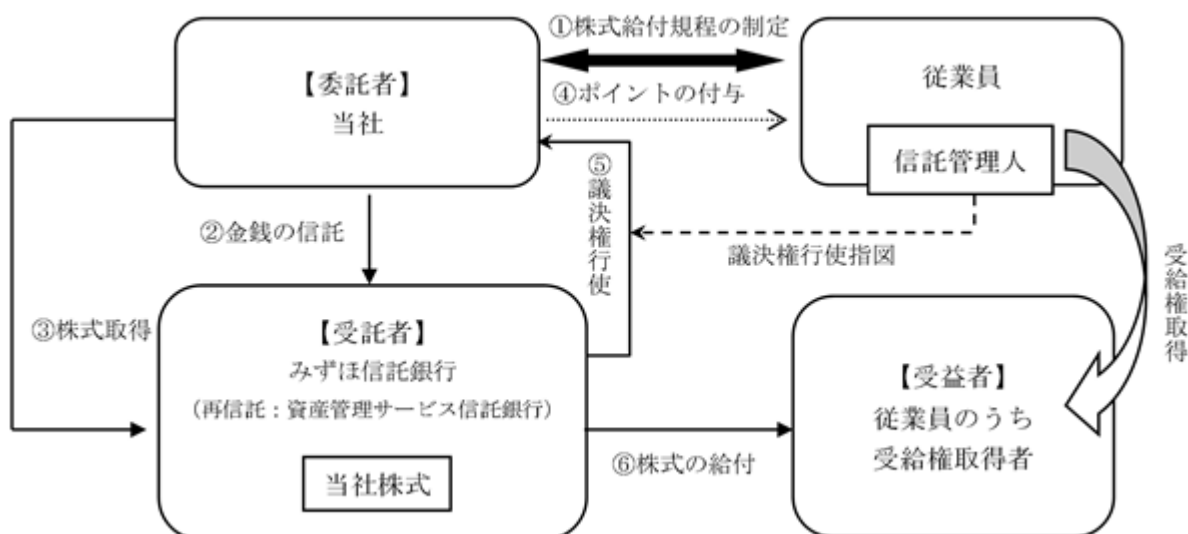 ①株式給付規程の制定
【委託者】
当社
④ポイントの付与
従業員
信託管理人
②金銭の信託
⑤議決権行使
議決権行使指図
受給権取得
③株式取得
【受託者】
みずほ信託銀行
(再信託：資産管理サービス信託銀行)
当社株式
⑥株式の給付
【受益者】
従業員のうち
受給権取得者